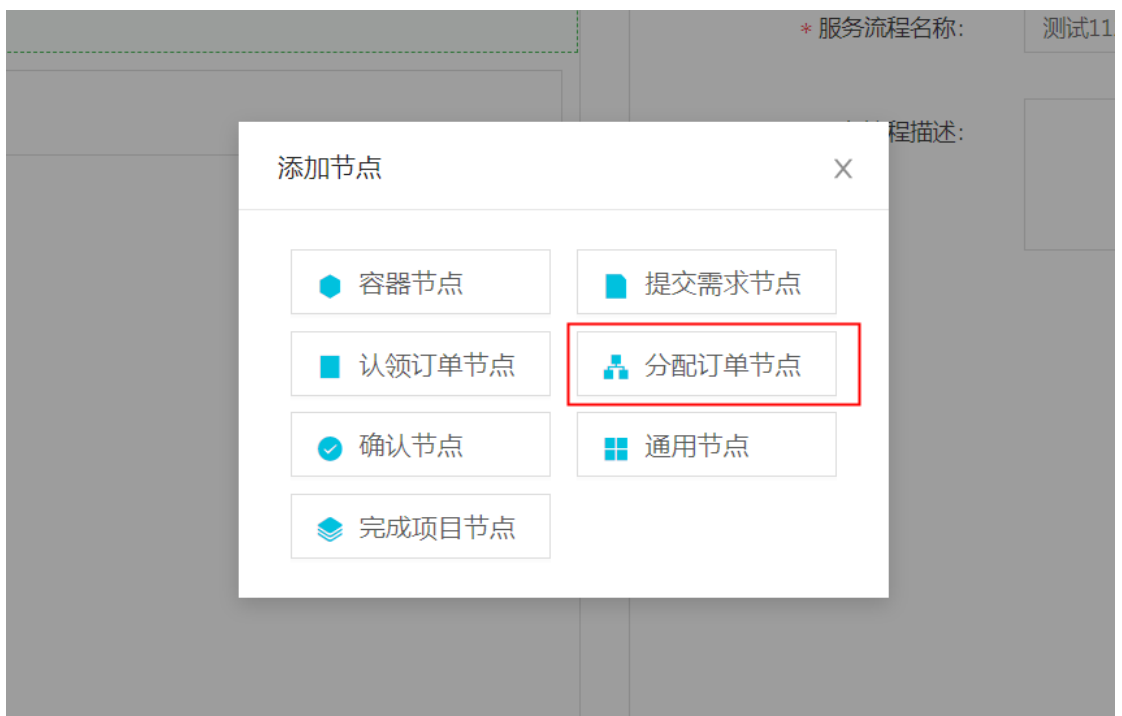 * 服务流程名称:
测试11
程描述:
添加节点
容器节点
提交需求节点
认领订单节点
分配订单节点
确认节点
通用节点
完成项目节点